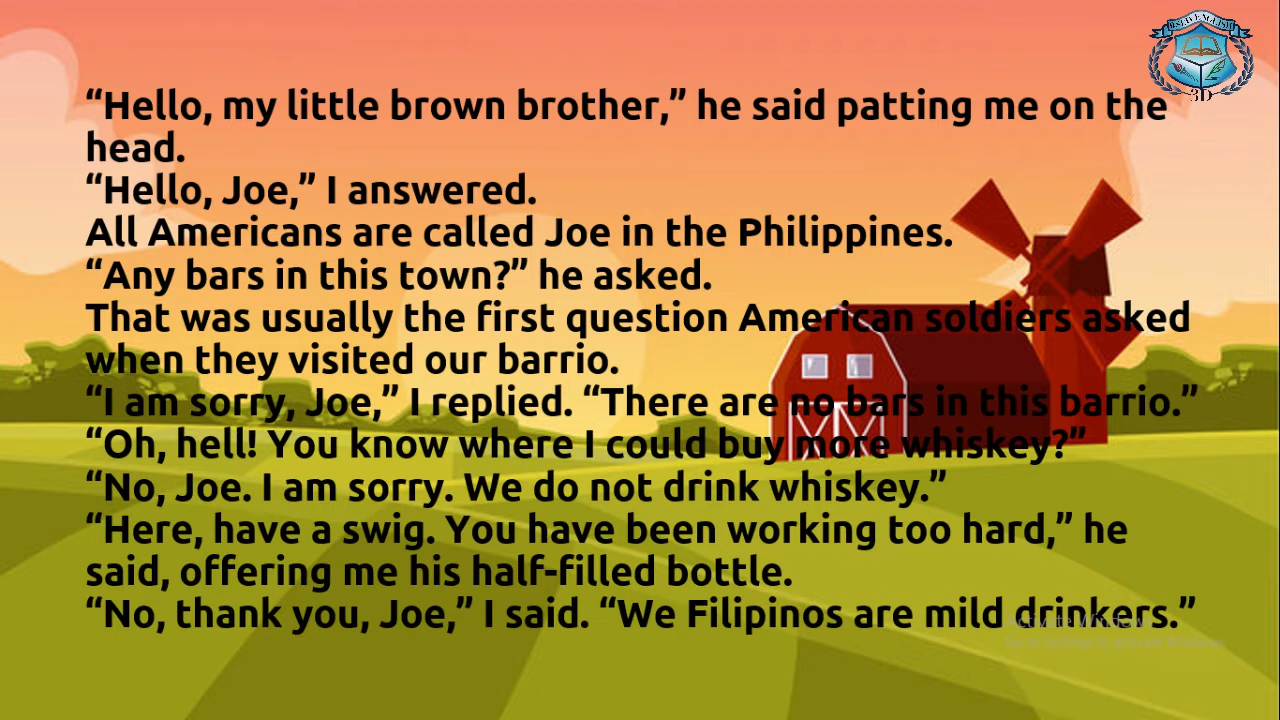 “Hello, my little brown brother,” he said patting me on the
head.
“Hello, Joe,” I answered.
All Americans are called Joe in the Philippines.
“Any bars in this town?” he asked.
That was usually the first question American soldiers asked
when they visited our barrio.
“I am sorry, Joe,” I replied. “There are no bars in this barrio.”
“Oh, hell! You know where I could buy more whiskey?”
“No, Joe. I am sorry. We do not drink whiskey.”
“Here, have a swig. You have been working too hard,” he
said, offering me his half-filled bottle.
“No, thank you, Joe,” I said. “We Filipinos are mild drinkers.”
3D
Activate Windows